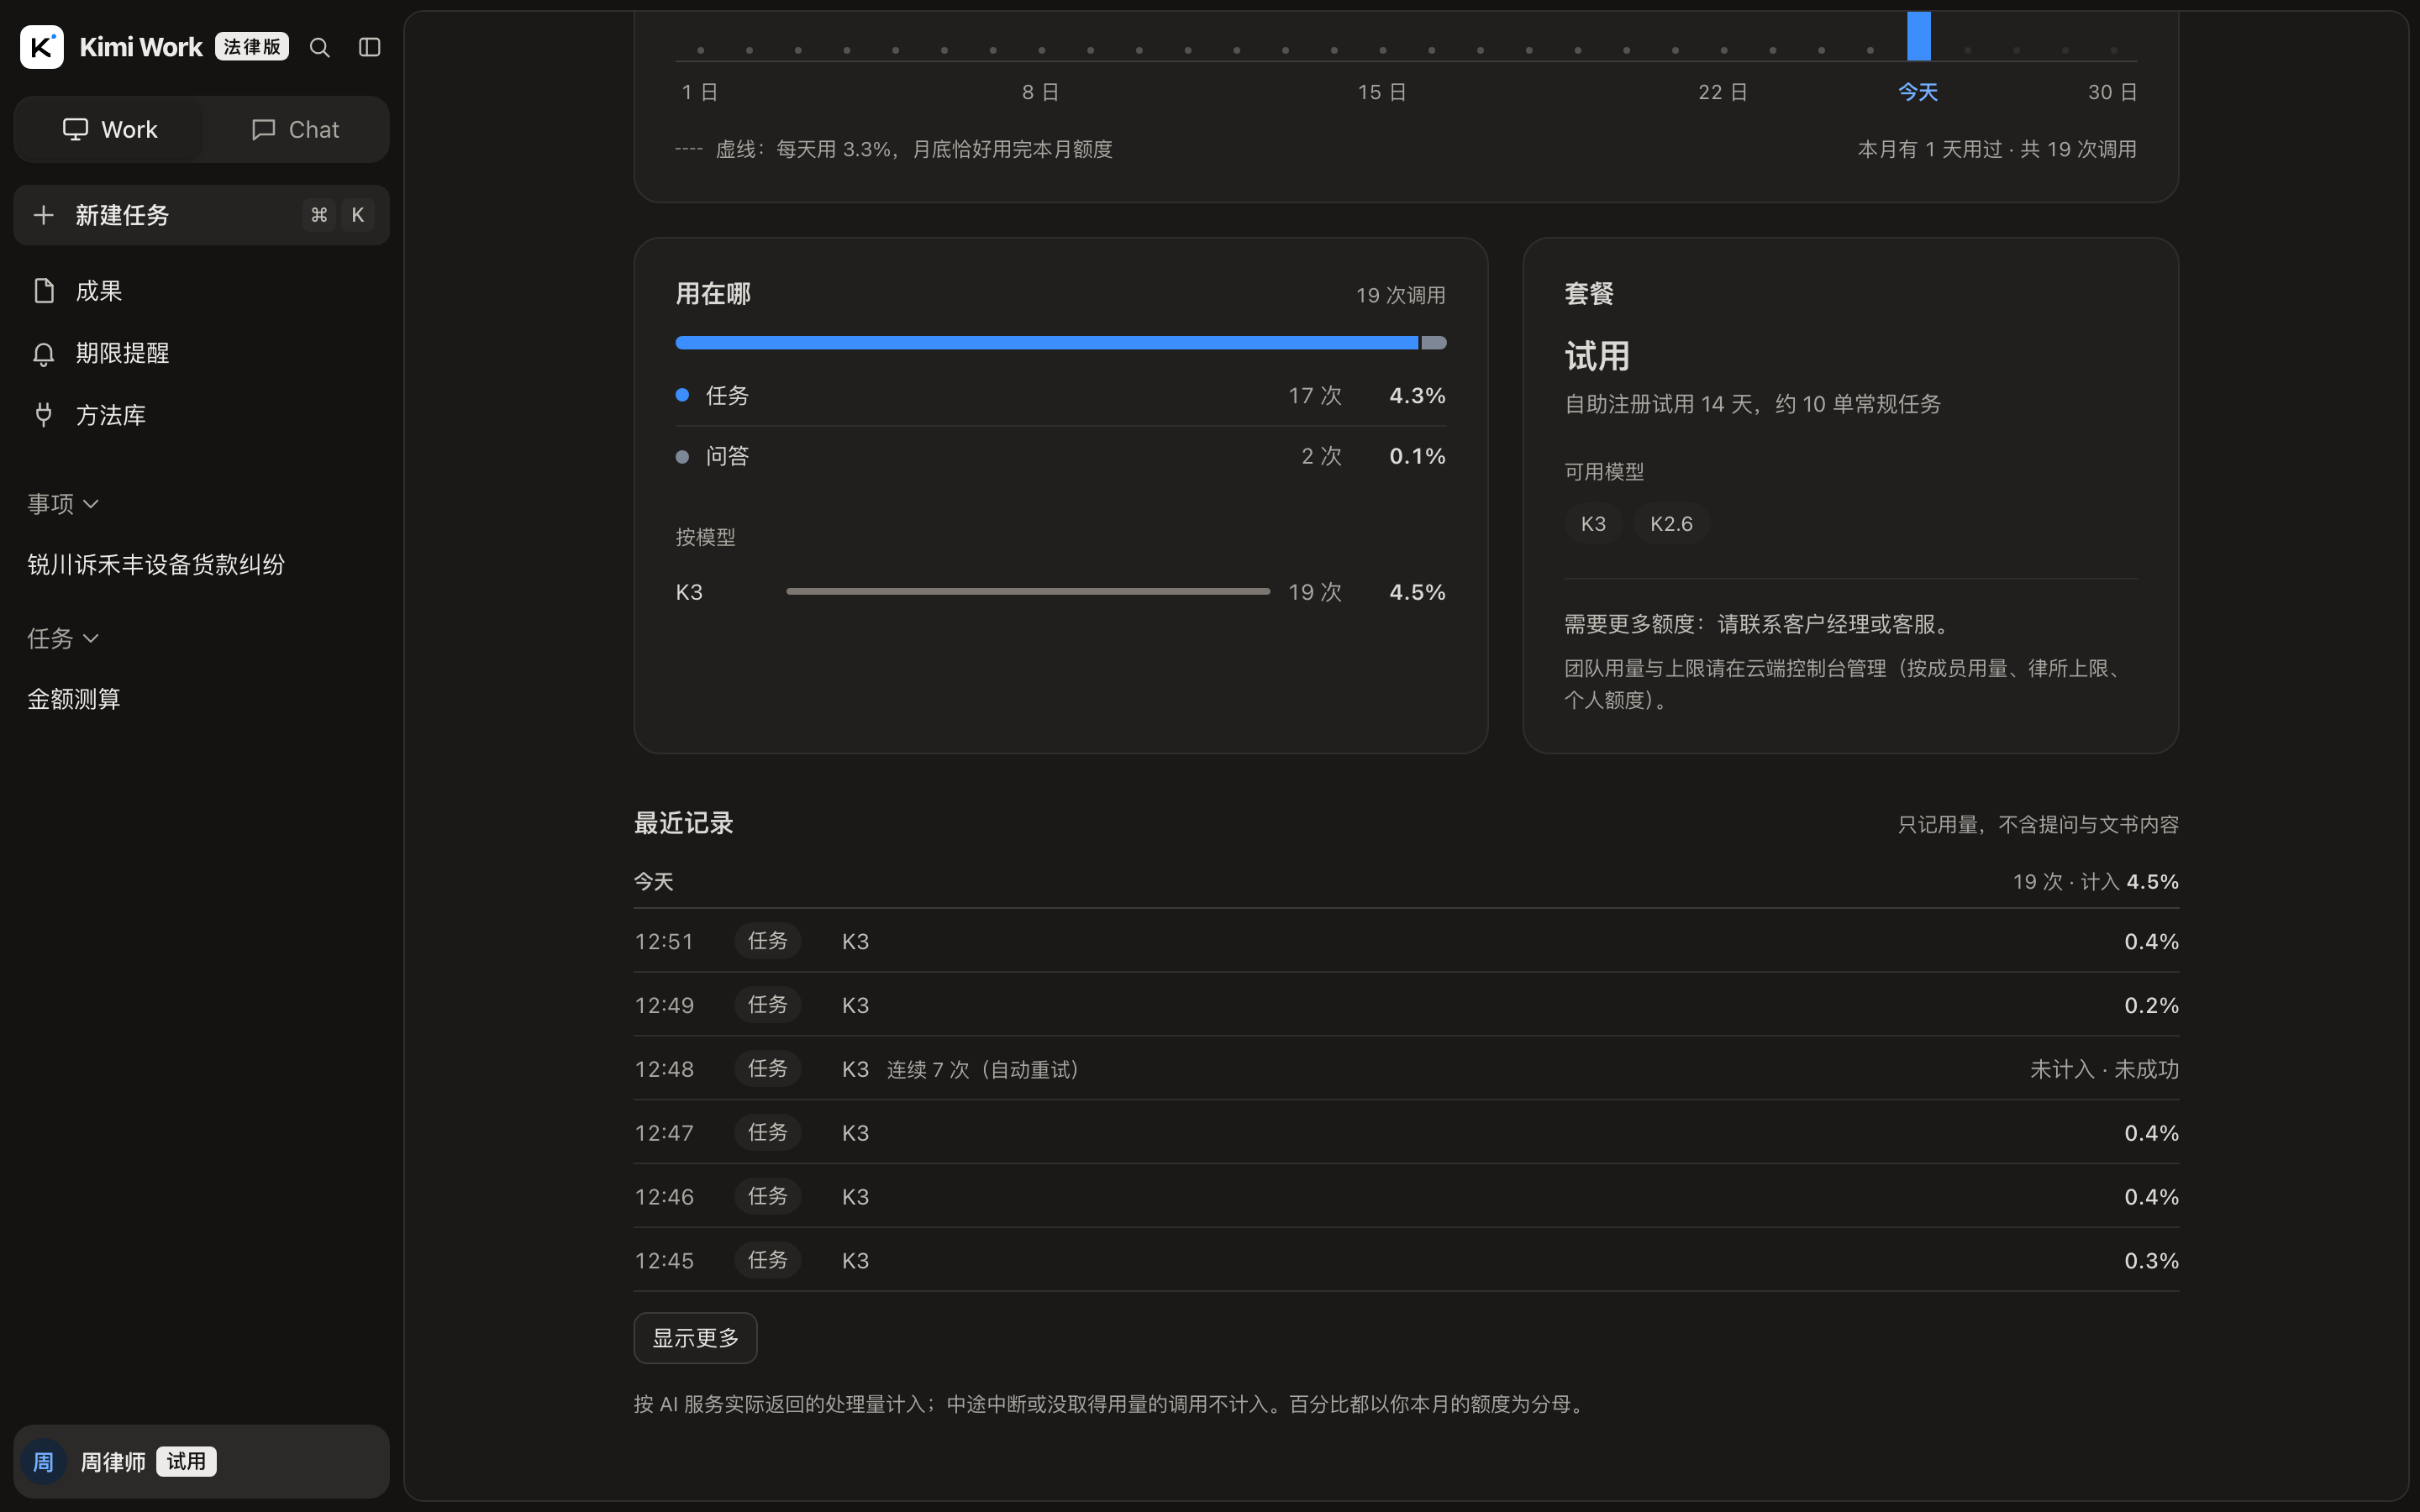 Kimi Work 法律版
Work
Chat
新建任务 ⌘ K
成果
期限提醒
方法库
事项
锐川诉禾丰设备货款纠纷
任务
金额测算
周 周律师 试用
1 日 8 日 15 日 22 日 今天 30 日
---- 虚线：每天用 3.3%，月底恰好用完本月额度
本月有 1 天用过 · 共 19 次调用
用在哪
19 次调用
任务 17 次 4.3%
问答 2 次 0.1%
按模型
K3 19 次 4.5%
套餐
试用
自助注册试用 14 天，约 10 单常规任务
可用模型
K3 K2.6
需要更多额度：请联系客户经理或客服。
团队用量与上限请在云端控制台管理（按成员用量、律所上限、
个人额度）。
最近记录
只记用量，不含提问与文书内容
今天
19 次 · 计入 4.5%
12:51 任务 K3 0.4%
12:49 任务 K3 0.2%
12:48 任务 K3 连续 7 次（自动重试） 未计入 · 未成功
12:47 任务 K3 0.4%
12:46 任务 K3 0.4%
12:45 任务 K3 0.3%
显示更多
按 AI 服务实际返回的处理量计入；中途中断或没取得用量的调用不计入。百分比都以你本月的额度为分母。